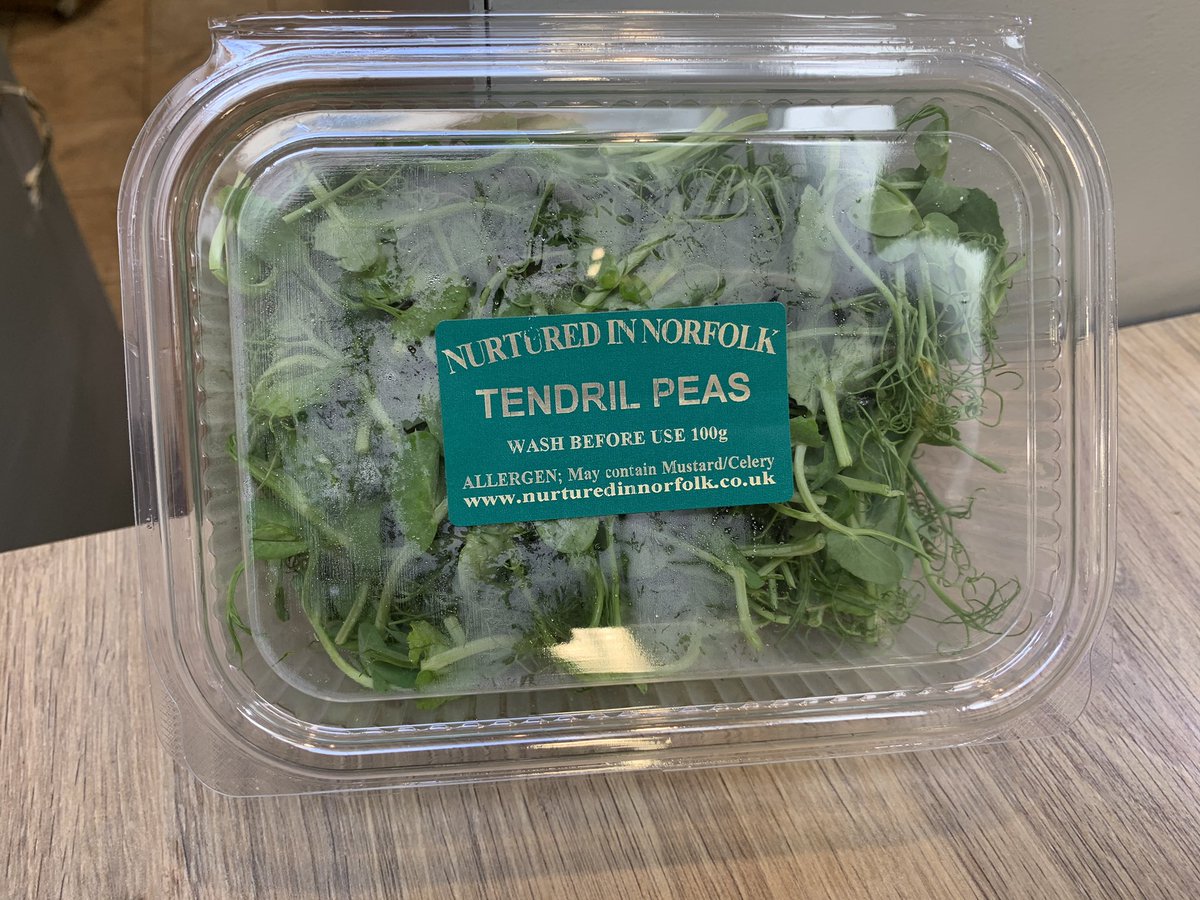 NURTURED IN NORFOLK
TENDRIL PEAS
WASH BEFORE USE 100g
ALLERGEN; May contain Mustard/Celery
www.nurturedinnorfolk.co.uk